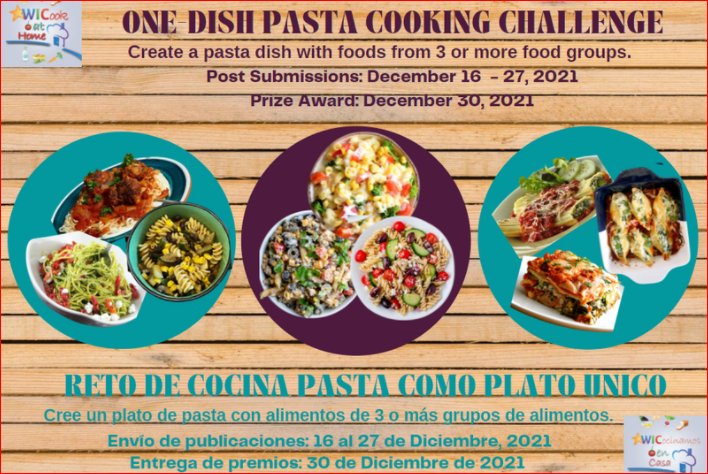 WICook
at
Home
ONE-DISH PASTA COOKING CHALLENGE
Create a pasta dish with foods from 3 or more food groups.
Post Submissions: December 16 - 27, 2021
Prize Award: December 30, 2021
RETO DE COCINA PASTA COMO PLATO UNICO
Cree un plato de pasta con alimentos de 3 o más grupos de alimentos.
Envío de publicaciones: 16 al 27 de Diciembre, 2021
Entrega de premios: 30 de Diciembre de 2021
WICocinamos
en
Casa